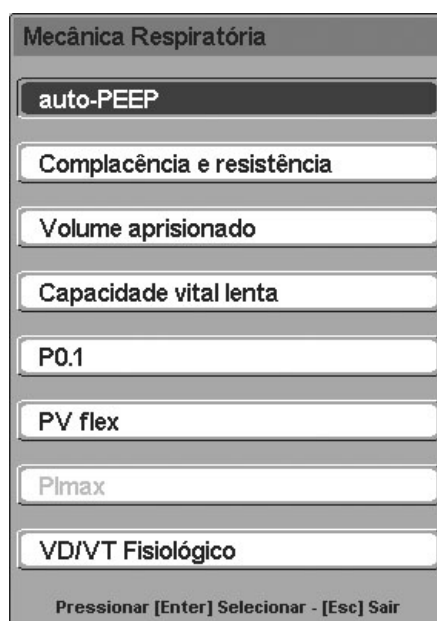 Mecânica Respiratória
auto-PEEP
Complacência e resistência
Volume aprisionado
Capacidade vital lenta
P0.1
PV flex
PImax
VD/VT Fisiológico
Pressionar [Enter] Selecionar - [Esc] Sair